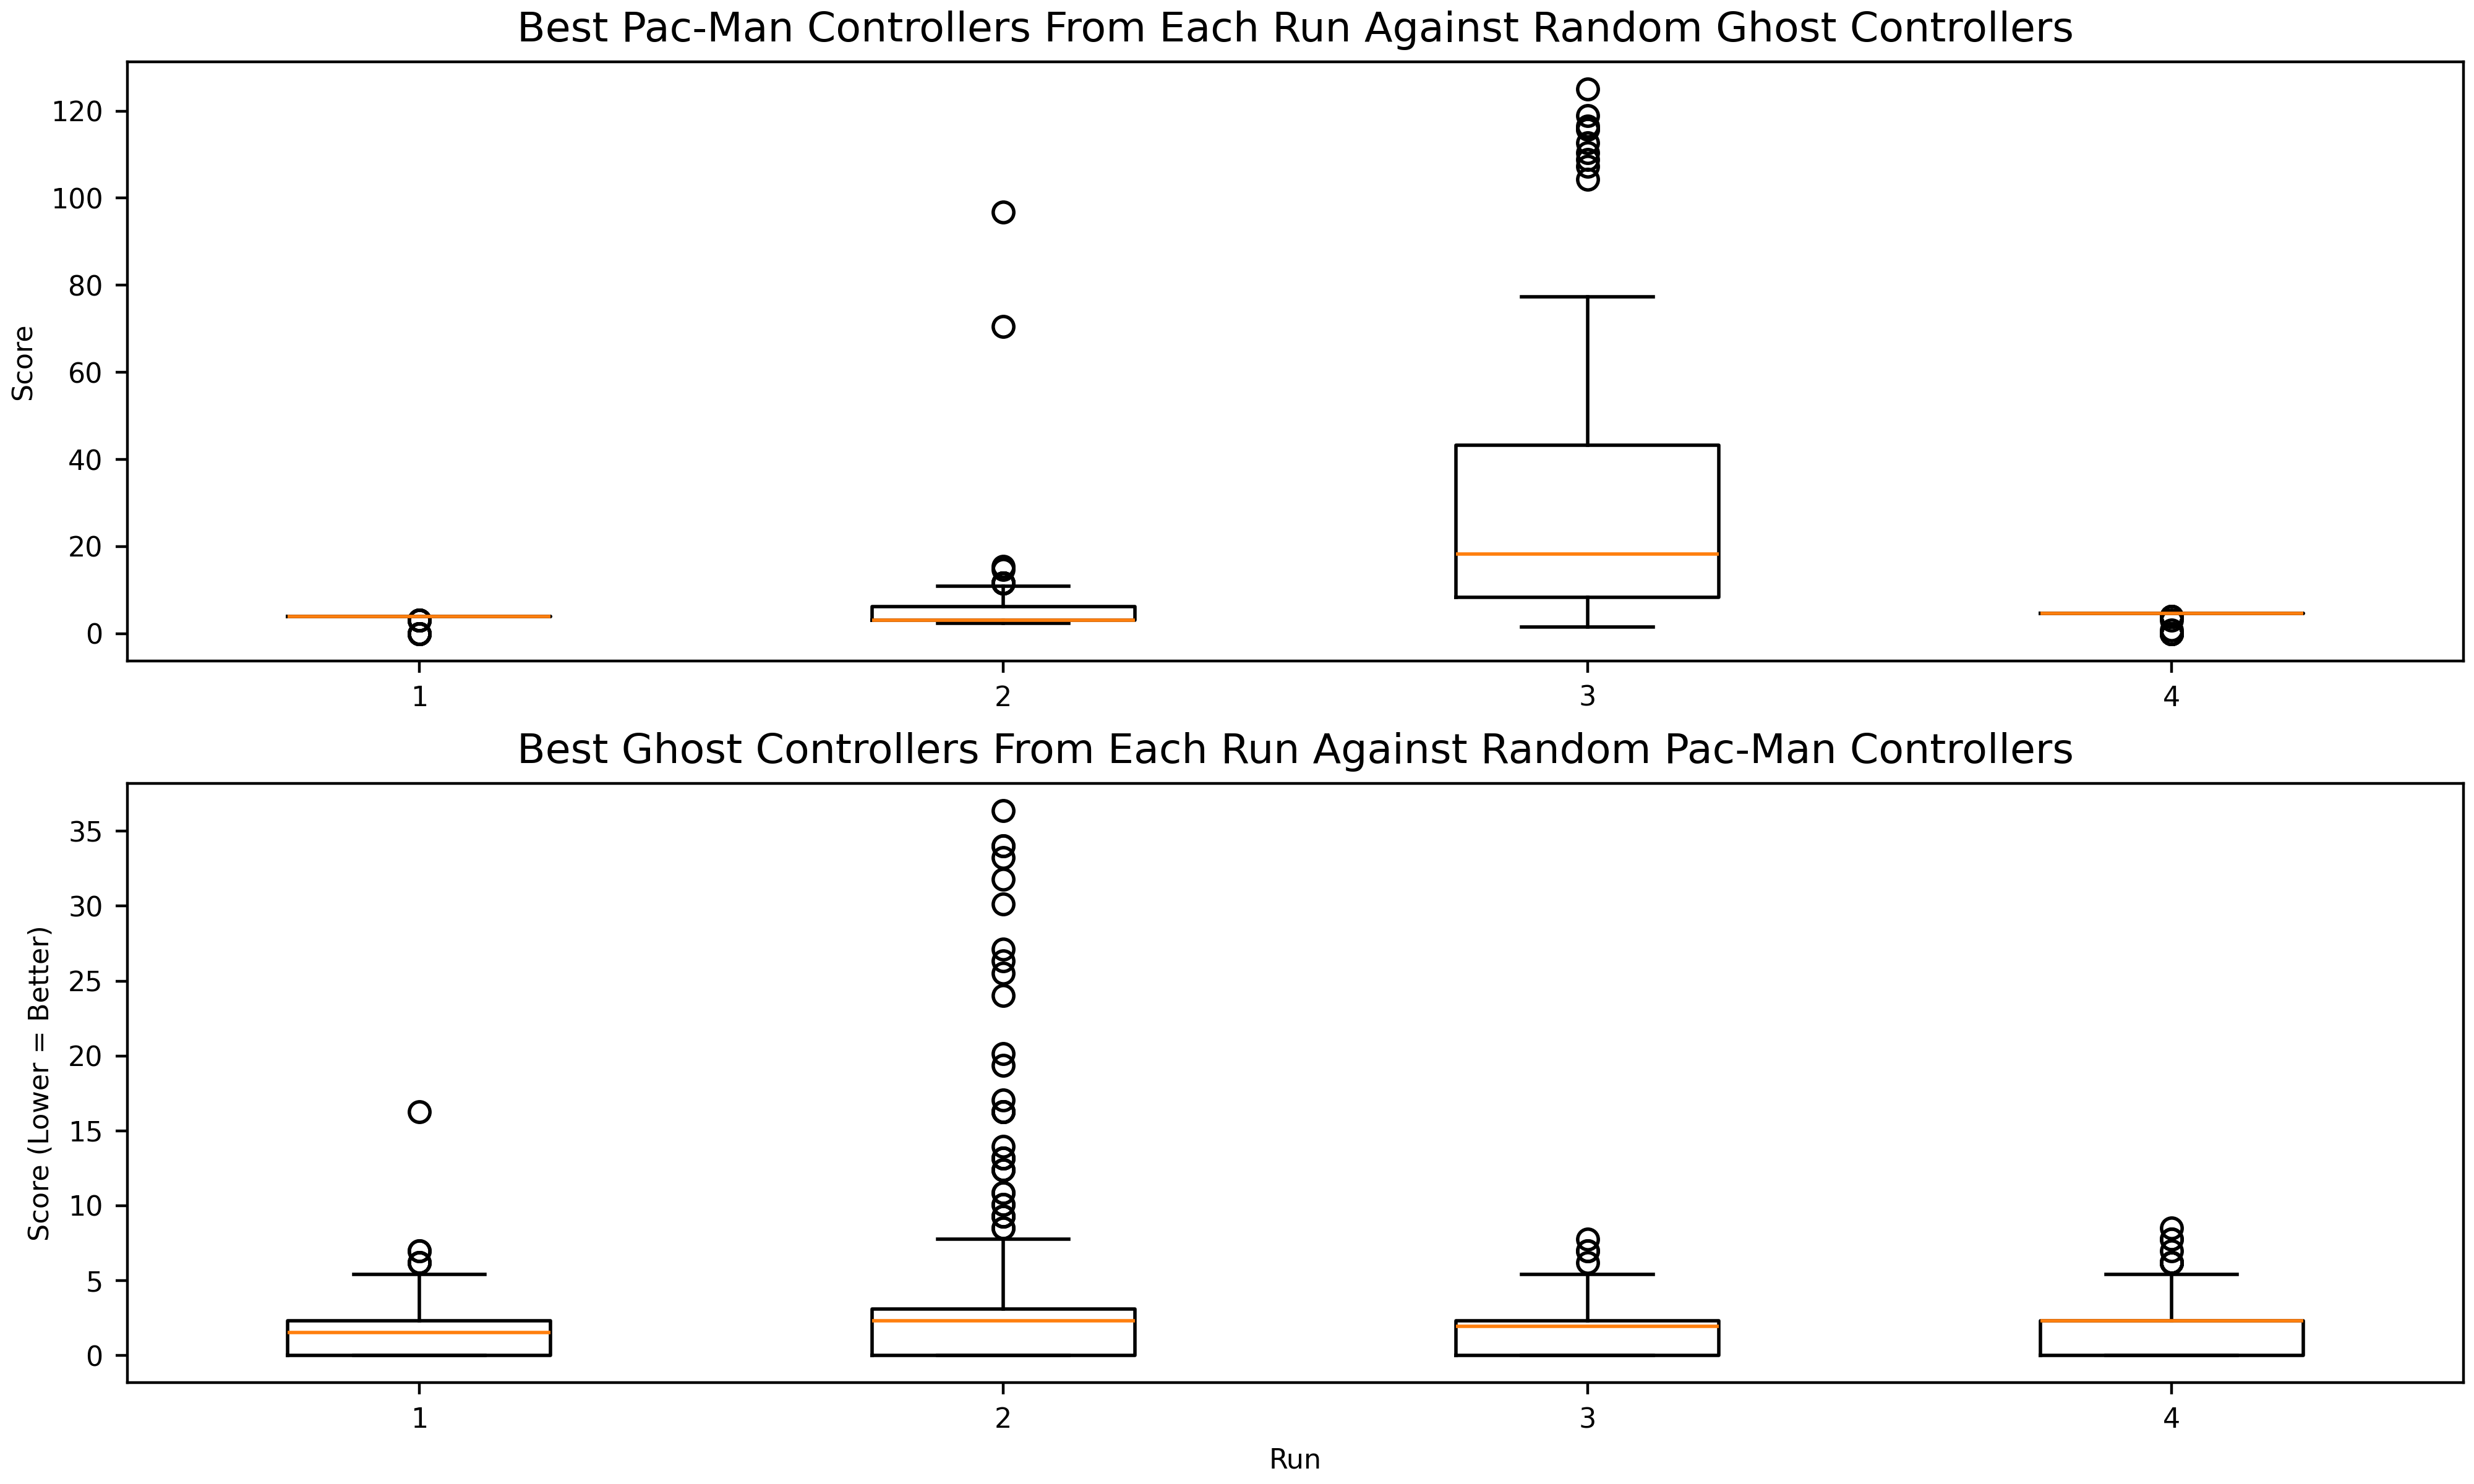 Best Pac-Man Controllers From Each Run Against Random Ghost Controllers
120
100
80
60
40
20
0
Score
1 2 3 4
Best Ghost Controllers From Each Run Against Random Pac-Man Controllers
35
30
25
20
15
10
5
0
Score (Lower = Better)
1 2 3 4
Run